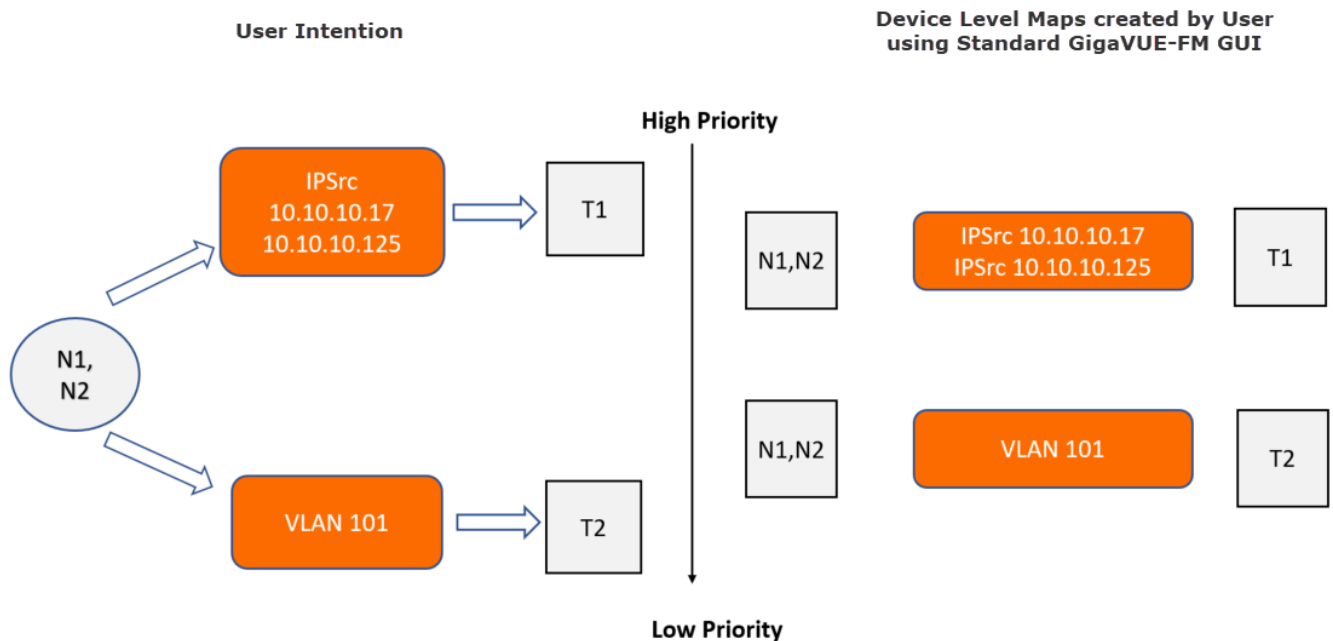 User Intention
Device Level Maps created by User
using Standard GigaVUE-FM GUI
High Priority
IPSrc
10.10.10.17
10.10.10.125
T1
N1,N2
IPSrc 10.10.10.17
IPSrc 10.10.10.125
T1
N1,
N2
N1,N2
VLAN 101
T2
VLAN 101
T2
Low Priority